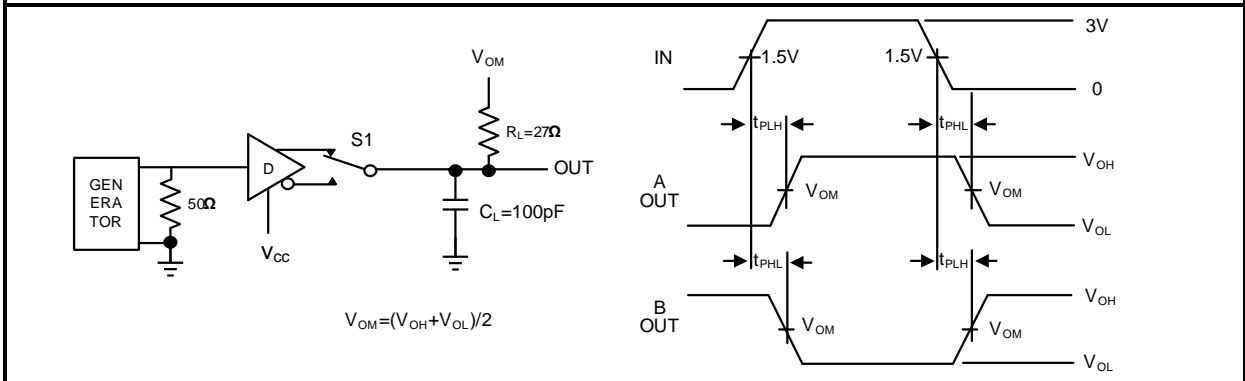 V_OM
R_L=27Ω
S1
D
OUT
GEN
ERA
TOR
50Ω
C_L=100pF
V_CC
V_OM=(V_OH+V_OL)/2
3V
IN
1.5V
1.5V
0
t_PLH
t_PHL
V_OH
A
OUT
V_OM
V_OM
V_OL
t_PHL
t_PLH
V_OH
B
OUT
V_OM
V_OM
V_OL